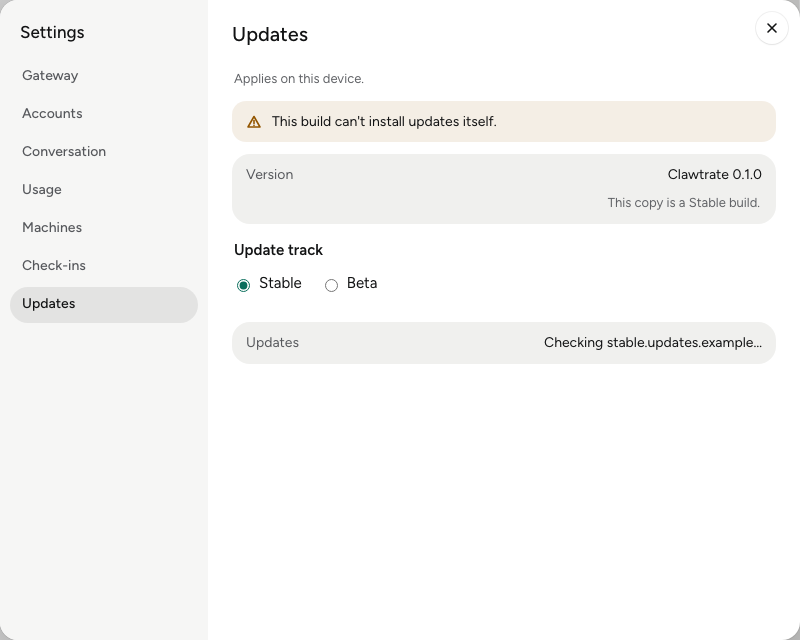 Settings
Gateway
Accounts
Conversation
Usage
Machines
Check-ins
Updates
Updates
Applies on this device.
This build can't install updates itself.
Version
Clawtrate 0.1.0
This copy is a Stable build.
Update track
Stable
Beta
Updates
Checking stable.updates.example...